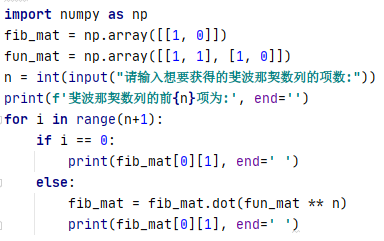 import numpy as np
fib_mat = np.array([[1, 0]])
fun_mat = np.array([[1, 1], [1, 0]])
n = int(input("请输入想要获得的斐波那契数列的项数:"))
print(f'斐波那契数列的前{n}项为:', end='')
for i in range(n+1):
    if i == 0:
        print(fib_mat[0][1], end=' ')
    else:
        fib_mat = fib_mat.dot(fun_mat ** n)
        print(fib_mat[0][1], end=' ')